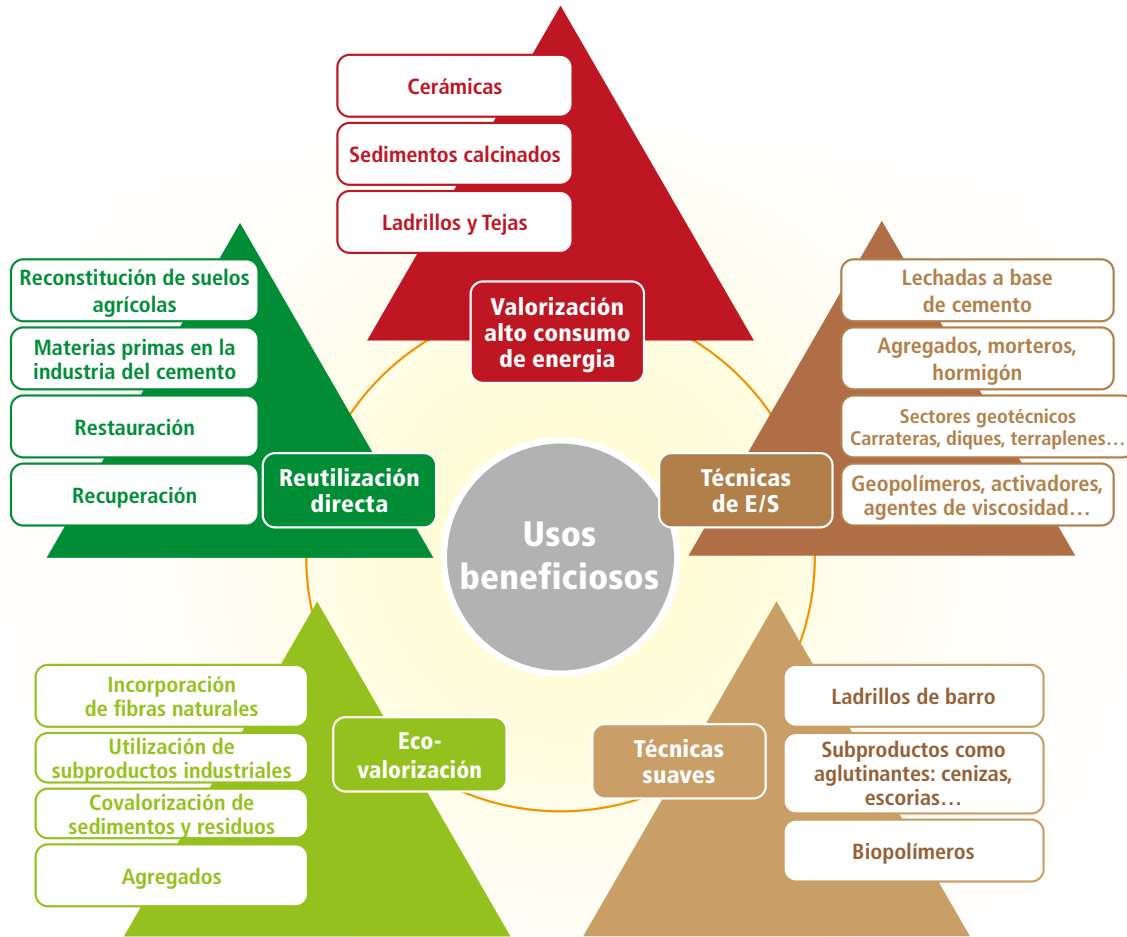 Cerámicas
Sedimentos calcinados
Ladrillos y Tejas
Valorización
alto consumo
de energia
Reconstitución de suelos
agrícolas
Materias primas en la
industria del cemento
Restauración
Recuperación
Reutilización
directa
Lechadas a base
de cemento
Agregados, morteros,
hormigón
Sectores geotécnicos
Carrateras, diques, terraplenes...
Geopolímeros, activadores,
agentes de viscosidad...
Técnicas
de E/S
Usos
beneficiosos
Incorporación
de fibras naturales
Utilización de
subproductos industriales
Covalorización de
sedimentos y residuos
Agregados
Eco-
valorización
Técnicas
suaves
Ladrillos de barro
Subproductos como
aglutinantes: cenizas,
escorias...
Biopolímeros